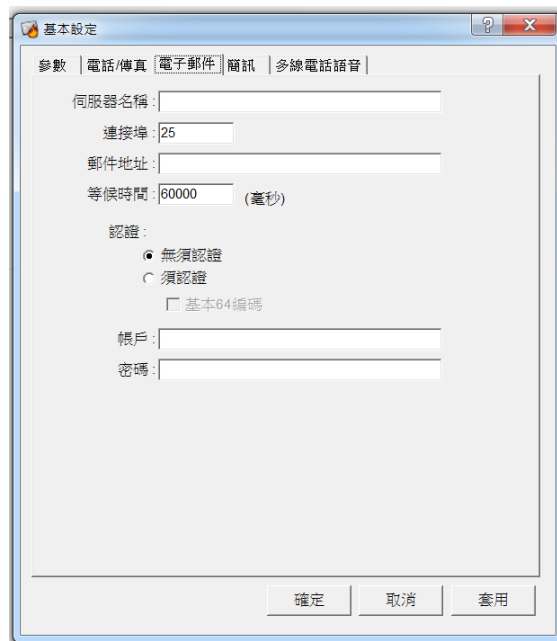 基本設定
參數 電話/傳真 電子郵件 簡訊 多線電話語音
伺服器名稱:
連接埠: 25
郵件地址:
等候時間: 60000 (毫秒)
認證:
無須認證
須認證
基本64編碼
帳戶:
密碼:
確定 取消 套用